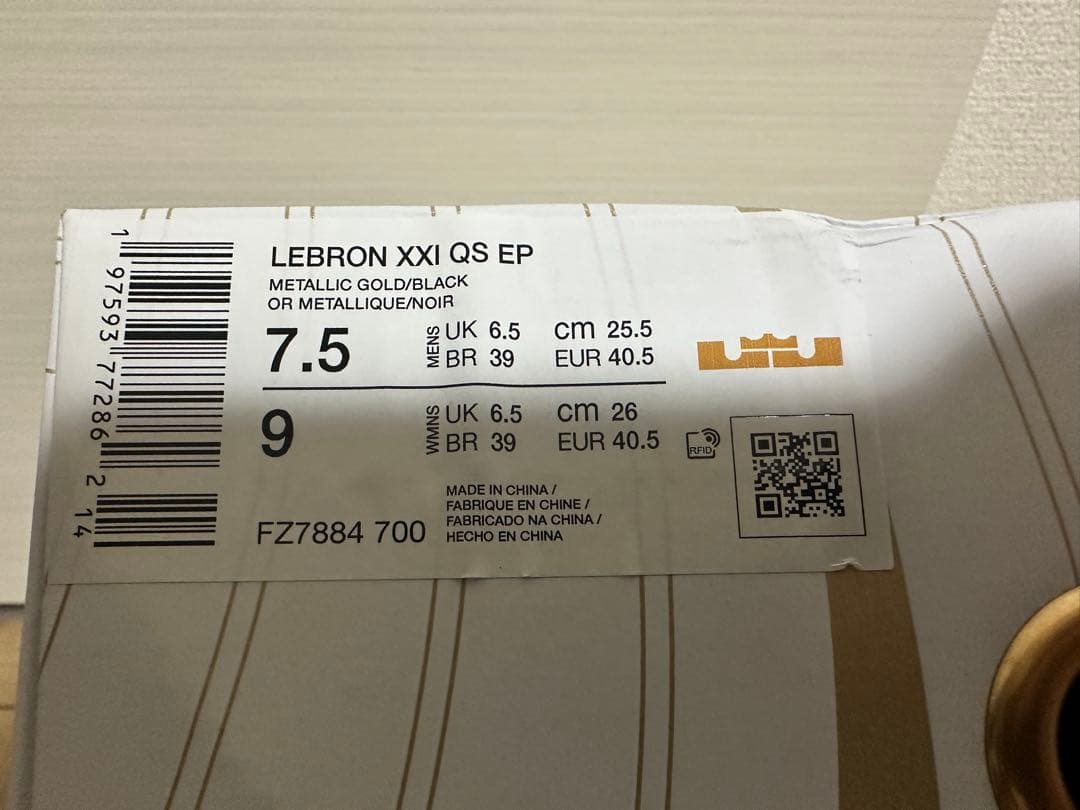 LEBRON XXI QS EP
METALLIC GOLD/BLACK
OR METALLIQUE/NOIR
7.5 MENS UK 6.5 cm 25.5
BR 39 EUR 40.5
9 WMNS UK 6.5 cm 26
BR 39 EUR 40.5
RFID
FZ7884 700
MADE IN CHINA /
FABRIQUE EN CHINE /
FABRICADO NA CHINA /
HECHO EN CHINA
1 97593 77286 2 14